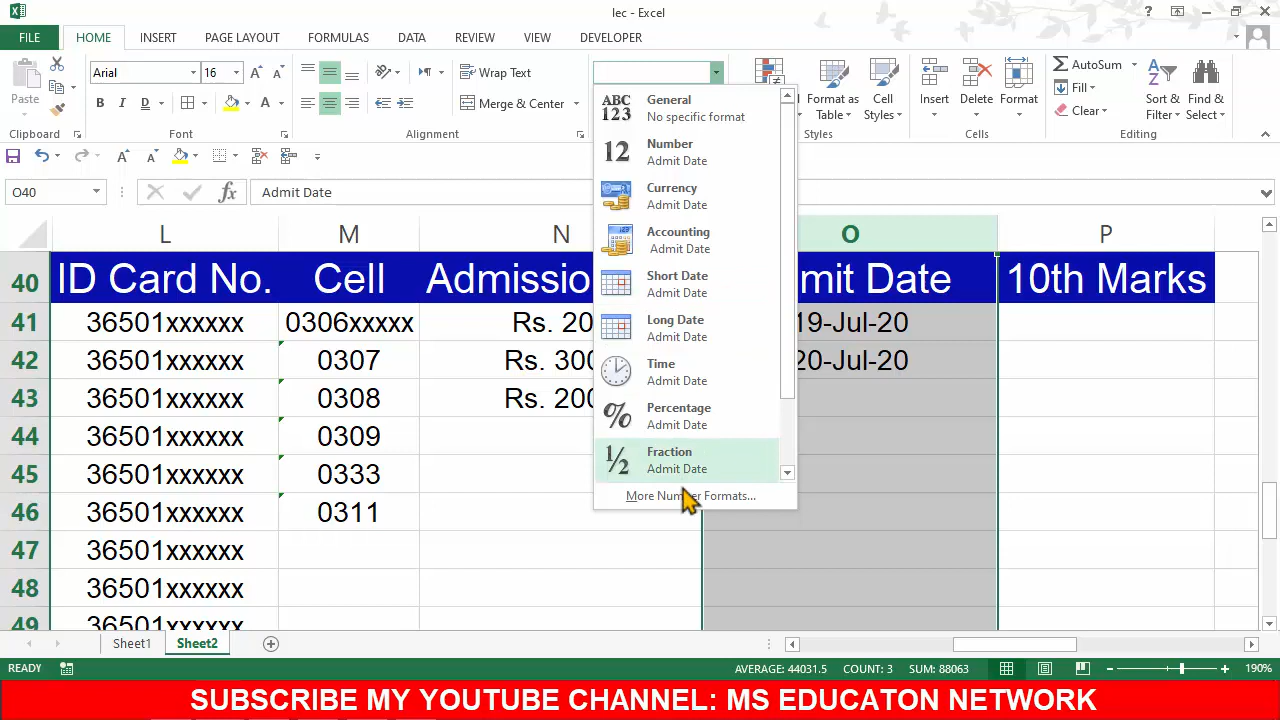 lec - Excel
FILE HOME INSERT PAGE LAYOUT FORMULAS DATA REVIEW VIEW DEVELOPER
Paste
Arial 16
B I D A
Wrap Text
Merge & Center
Format as Table
Cell Styles
Insert Delete Format
AutoSum
Fill
Clear
Sort & Filter
Find & Select
Clipboard Font Alignment Styles Cells Editing
O40 fx Admit Date
ABC 123 General
No specific format
12 Number
Admit Date
Currency
Admit Date
Accounting
Admit Date
Short Date
Admit Date
Long Date
Admit Date
Time
Admit Date
% Percentage
Admit Date
1/2 Fraction
Admit Date
More Number Formats...
L M N O P
40 ID Card No. Cell Admissio mit Date 10th Marks
41 36501xxxxxx 0306xxxxx Rs. 20 19-Jul-20
42 36501xxxxxx 0307 Rs. 300 20-Jul-20
43 36501xxxxxx 0308 Rs. 200
44 36501xxxxxx 0309
45 36501xxxxxx 0333
46 36501xxxxxx 0311
47 36501xxxxxx
48 36501xxxxxx
49 36501xxxxxx
Sheet1 Sheet2
READY AVERAGE: 44031.5 COUNT: 3 SUM: 88063 190%
SUBSCRIBE MY YOUTUBE CHANNEL: MS EDUCATON NETWORK